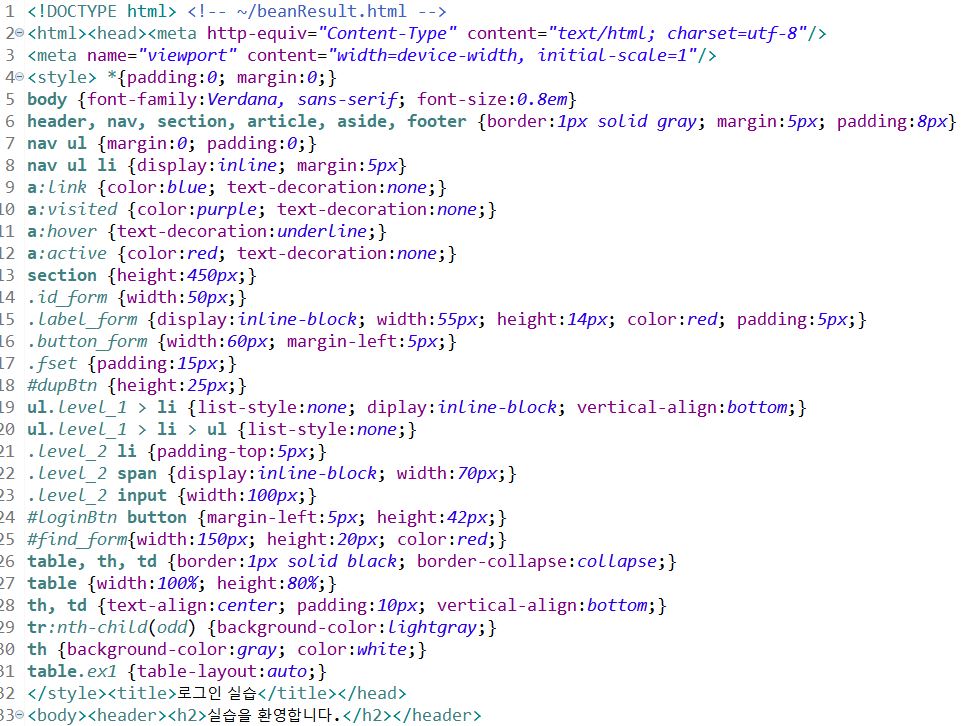 1 <!DOCTYPE html> <!-- ~/beanResult.html -->
2 <html><head><meta http-equiv="Content-Type" content="text/html; charset=utf-8"/>
3 <meta name="viewport" content="width=device-width, initial-scale=1"/>
4 <style> *{padding:0; margin:0;}
5 body {font-family:Verdana, sans-serif; font-size:0.8em}
6 header, nav, section, article, aside, footer {border:1px solid gray; margin:5px; padding:8px}
7 nav ul {margin:0; padding:0;}
8 nav ul li {display:inline; margin:5px}
9 a:link {color:blue; text-decoration:none;}
10 a:visited {color:purple; text-decoration:none;}
11 a:hover {text-decoration:underline;}
12 a:active {color:red; text-decoration:none;}
13 section {height:450px;}
14 .id_form {width:50px;}
15 .label_form {display:inline-block; width:55px; height:14px; color:red; padding:5px;}
16 .button_form {width:60px; margin-left:5px;}
17 .fset {padding:15px;}
18 #dupBtn {height:25px;}
19 ul.level_1 > li {list-style:none; diplay:inline-block; vertical-align:bottom;}
20 ul.level_1 > li > ul {list-style:none;}
21 .level_2 li {padding-top:5px;}
22 .level_2 span {display:inline-block; width:70px;}
23 .level_2 input {width:100px;}
24 #loginBtn button {margin-left:5px; height:42px;}
25 #find_form{width:150px; height:20px; color:red;}
26 table, th, td {border:1px solid black; border-collapse:collapse;}
27 table {width:100%; height:80%;}
28 th, td {text-align:center; padding:10px; vertical-align:bottom;}
29 tr:nth-child(odd) {background-color:lightgray;}
30 th {background-color:gray; color:white;}
31 table.ex1 {table-layout:auto;}
32 </style><title>로그인 실습</title></head>
33 <body><header><h2>실습을 환영합니다.</h2></header>